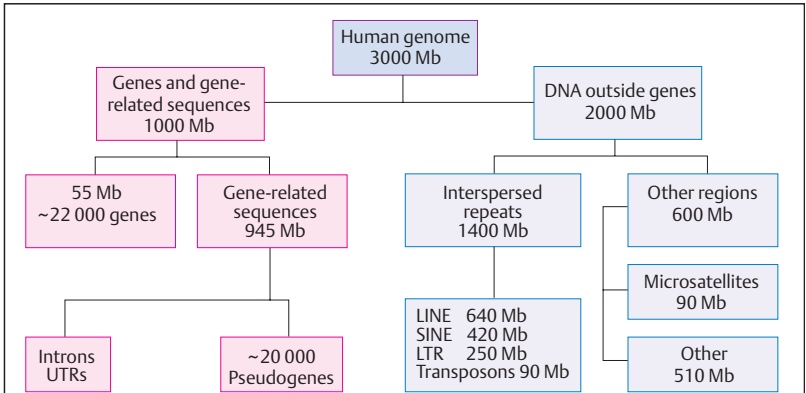 Human genome
3000 Mb
Genes and gene-
related sequences
1000 Mb
DNA outside genes
2000 Mb
55 Mb
~22 000 genes
Gene-related
sequences
945 Mb
Interspersed
repeats
1400 Mb
Other regions
600 Mb
Microsatellites
90 Mb
Introns
UTRs
~20 000
Pseudogenes
LINE 640 Mb
SINE 420 Mb
LTR 250 Mb
Transposons 90 Mb
Other
510 Mb